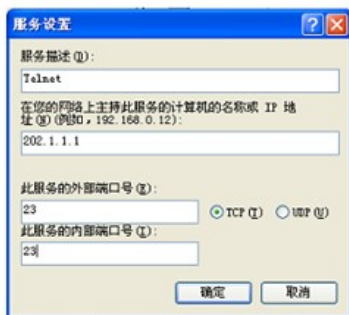 服务设置
服务描述(D):
Telnet
在您的网络上主持此服务的计算机的名称或 IP 地
址(N)(例如，192.168.0.12):
202.1.1.1
此服务的外部端口号(E):
23
TCP(T) UDP(U)
此服务的内部端口号(I):
23
确定 取消